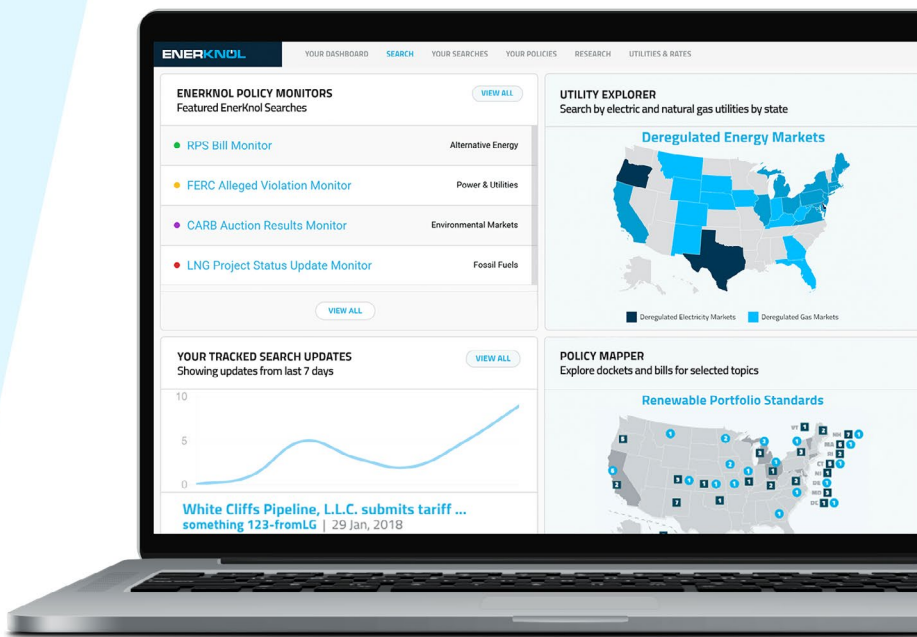 ENERKNOL
YOUR DASHBOARD SEARCH YOUR SEARCHES YOUR POLICIES RESEARCH UTILITIES & RATES
ENERKNOL POLICY MONITORS
VIEW ALL
Featured EnerKnol Searches
RPS Bill Monitor Alternative Energy
FERC Alleged Violation Monitor Power & Utilities
CARB Auction Results Monitor Environmental Markets
LNG Project Status Update Monitor Fossil Fuels
VIEW ALL
UTILITY EXPLORER
Search by electric and natural gas utilities by state
Deregulated Energy Markets
Deregulated Electricity Markets Deregulated Gas Markets
YOUR TRACKED SEARCH UPDATES
VIEW ALL
Showing updates from last 7 days
10
5
0
White Cliffs Pipeline, L.L.C. submits tariff ...
something 123-fromLG | 29 Jan, 2018
POLICY MAPPER
Explore dockets and bills for selected topics
Renewable Portfolio Standards
VT
NH
MA
CT